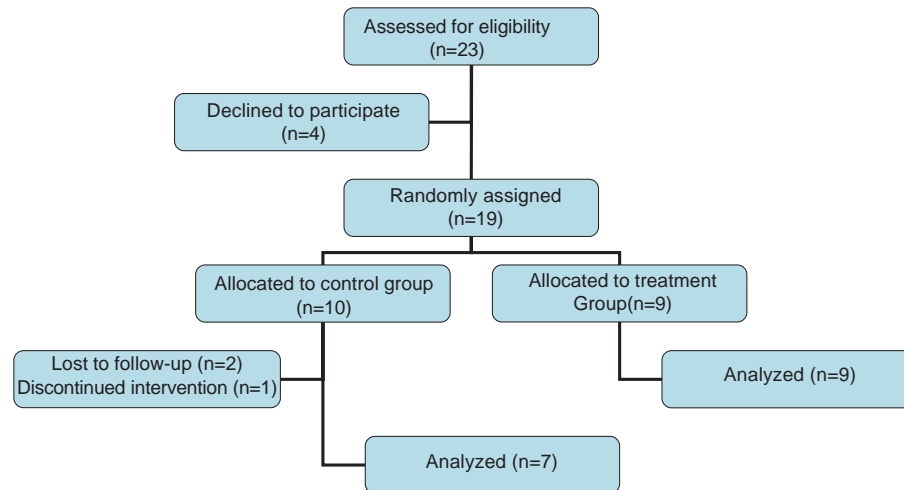 Assessed for eligibility
(n=23)
Declined to participate
(n=4)
Randomly assigned
(n=19)
Allocated to control group
(n=10)
Allocated to treatment
Group(n=9)
Lost to follow-up (n=2)
Discontinued intervention (n=1)
Analyzed (n=9)
Analyzed (n=7)